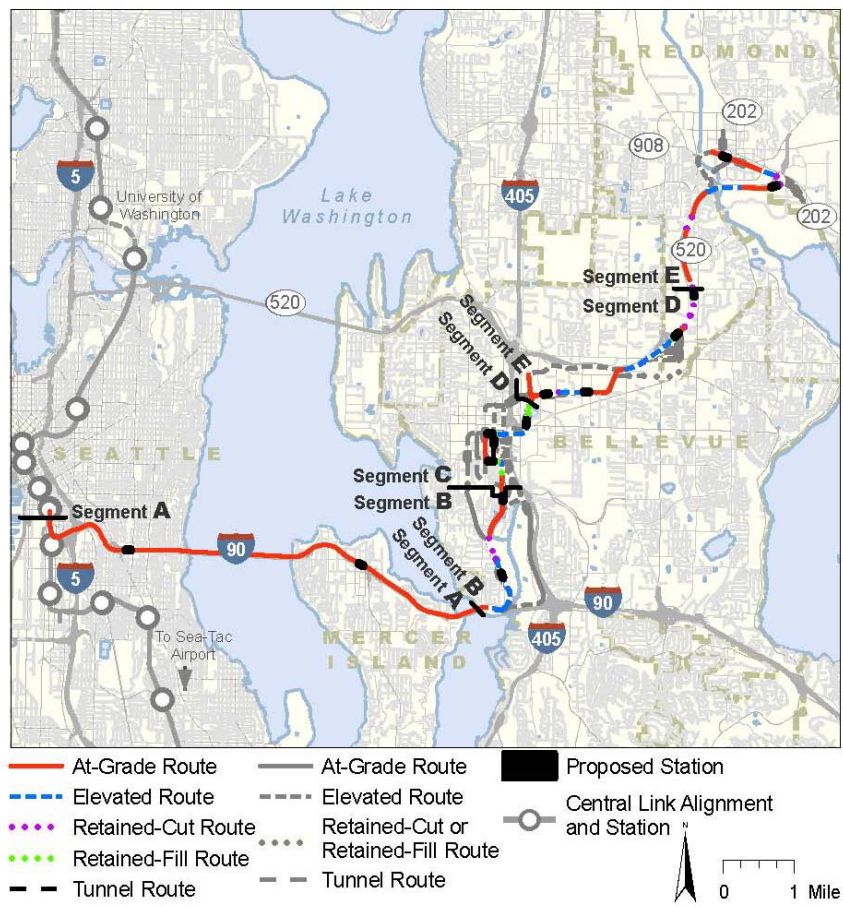 REDMOND
202
908
5
405
University of
Washington
Lake
Washington
202
520
Segment E
Segment D
520
Segment E
Segment D
BELLEVUE
SEATTLE
Segment C
Segment B
Segment A
90
Segment B
Segment A
5
90
405
To Sea-Tac
Airport
MERCER
ISLAND
At-Grade Route
At-Grade Route
Proposed Station
Elevated Route
Elevated Route
Central Link Alignment
and Station
Retained-Cut Route
Retained-Cut or
Retained-Fill Route
Retained-Fill Route
Tunnel Route
Tunnel Route
N
0 1 Mile